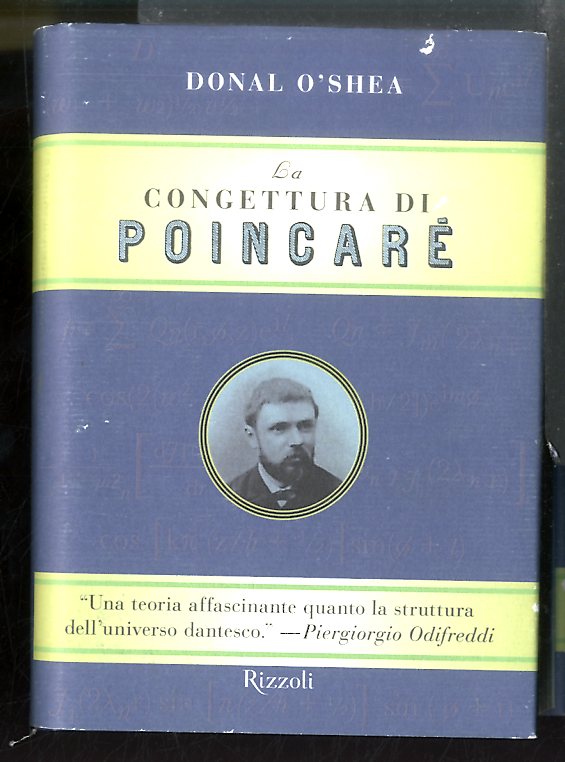 DONAL O'SHEA
La
CONGETTURA DI
POINCARÉ
"Una teoria affascinante quanto la struttura
dell'universo dantesco." —Piergiorgio Odifreddi
Rizzoli